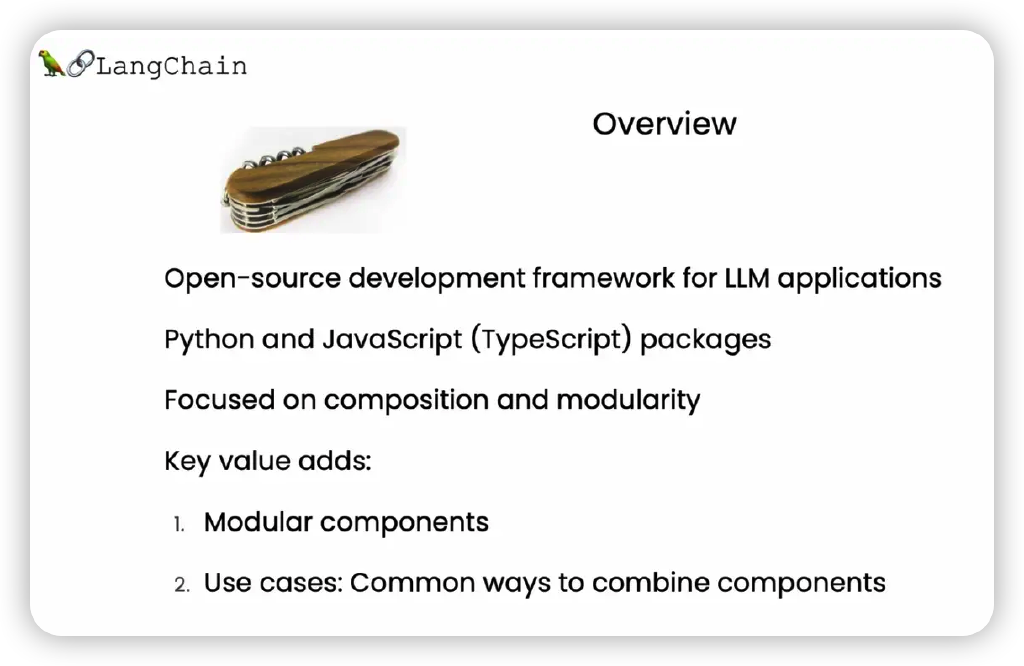 LangChain
Overview
Open-source development framework for LLM applications
Python and JavaScript (TypeScript) packages
Focused on composition and modularity
Key value adds:
1. Modular components
2. Use cases: Common ways to combine components